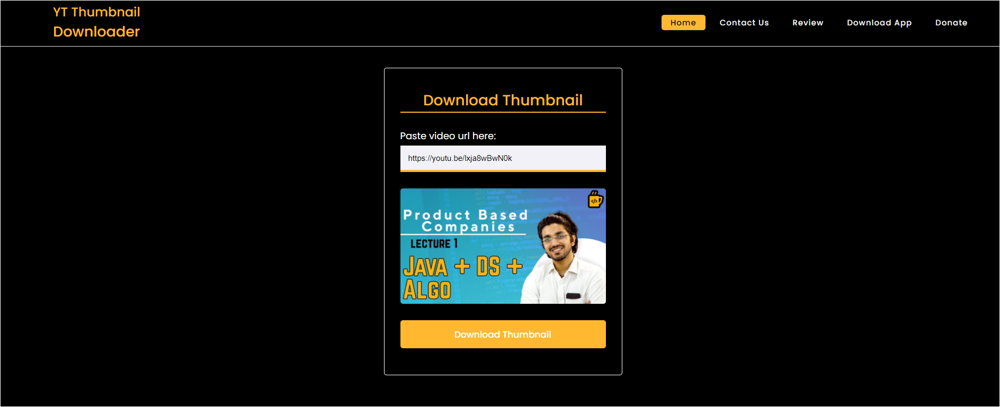 YT Thumbnail
Downloader
Home Contact Us Review Download App Donate
Download Thumbnail
Paste video url here:
https://youtu.be/lxja8wBwN0k
Product Based
Companies
LECTURE 1
JAVA + DS +
ALGO
</>
Download Thumbnail